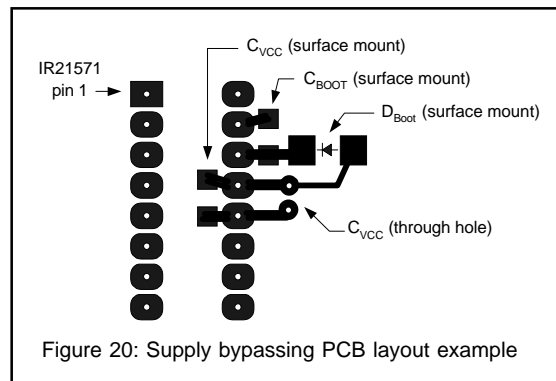 C_VCC (surface mount)
IR21571
pin 1
C_BOOT (surface mount)
D_Boot (surface mount)
C_VCC (through hole)
Figure 20: Supply bypassing PCB layout example